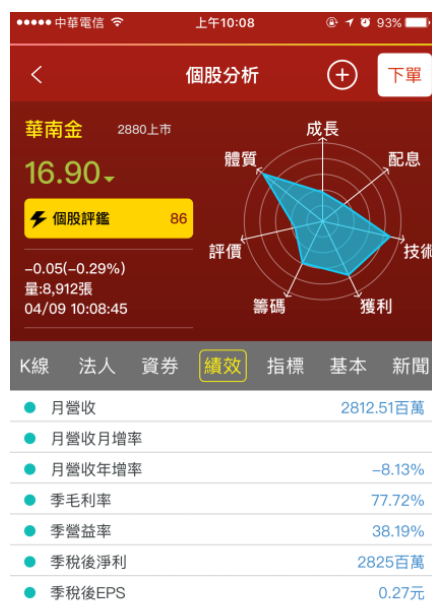 中華電信 上午10:08 93%
個股分析 下單
華南金 2880上市
16.90
個股評鑑 86
-0.05(-0.29%)
量:8,912張
04/09 10:08:45
成長
體質 配息
評價 技術
籌碼 獲利
K線 法人 資券 績效 指標 基本 新聞
月營收 2812.51百萬
月營收月增率
月營收年增率 -8.13%
季毛利率 77.72%
季營益率 38.19%
季稅後淨利 2825百萬
季稅後EPS 0.27元